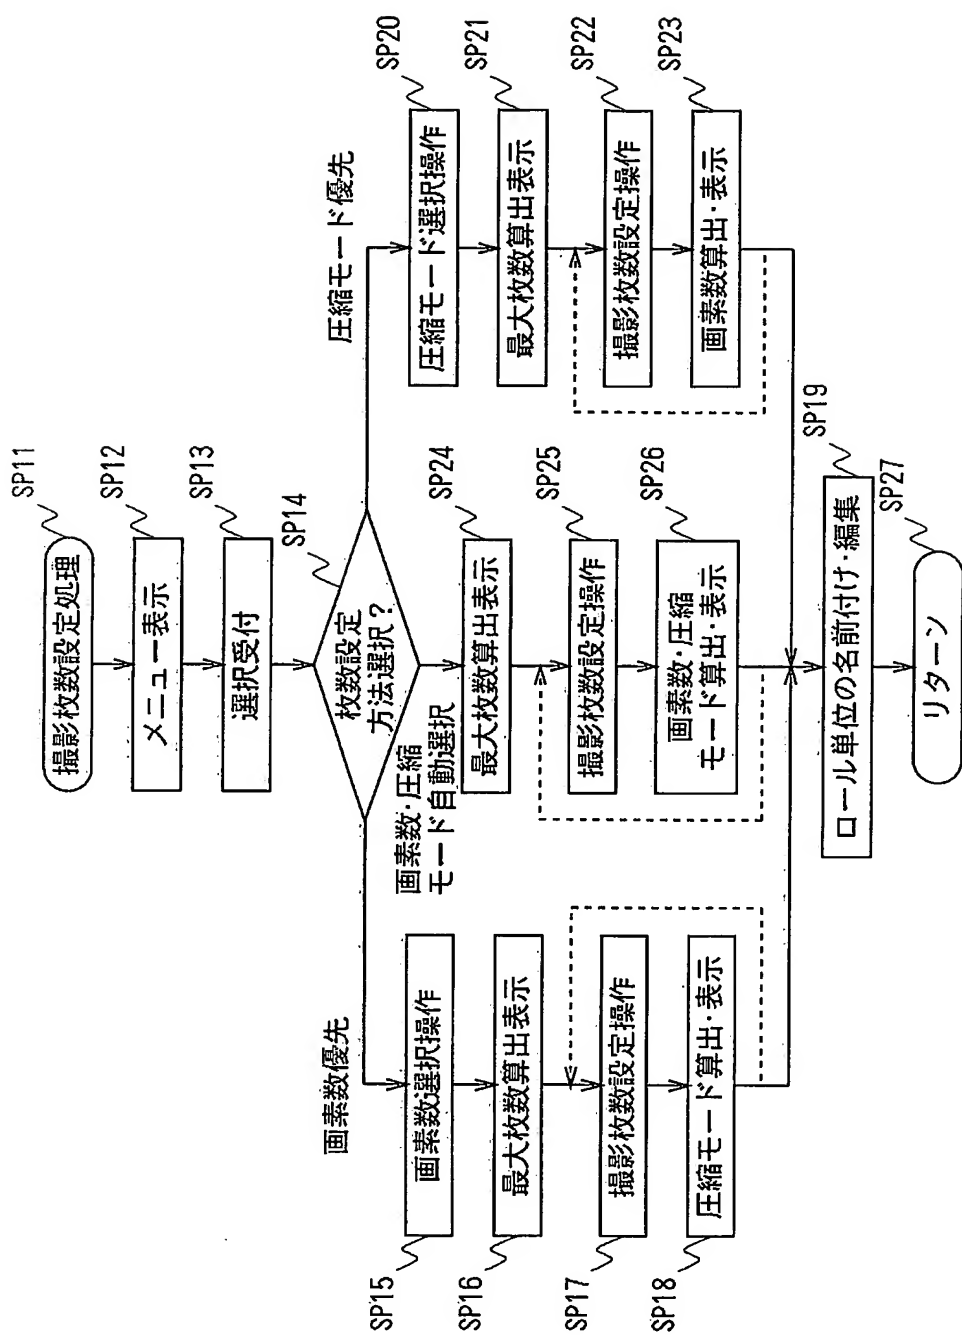 SP11
撮影枚数設定処理
SP12
メニュー表示
SP13
選択受付
SP14
枚数設定
方法選択?
画素数優先
SP15
画素数選択操作
SP16
最大枚数算出表示
SP17
撮影枚数設定操作
SP18
圧縮モード算出・表示
画素数・圧縮
モード自動選択
SP24
最大枚数算出表示
SP25
撮影枚数設定操作
SP26
画素数・圧縮
モード算出・表示
圧縮モード優先
SP20
圧縮モード選択操作
SP21
最大枚数算出表示
SP22
撮影枚数設定操作
SP23
画素数算出・表示
SP19
ロール単位の名前付け・編集
SP27
リターン